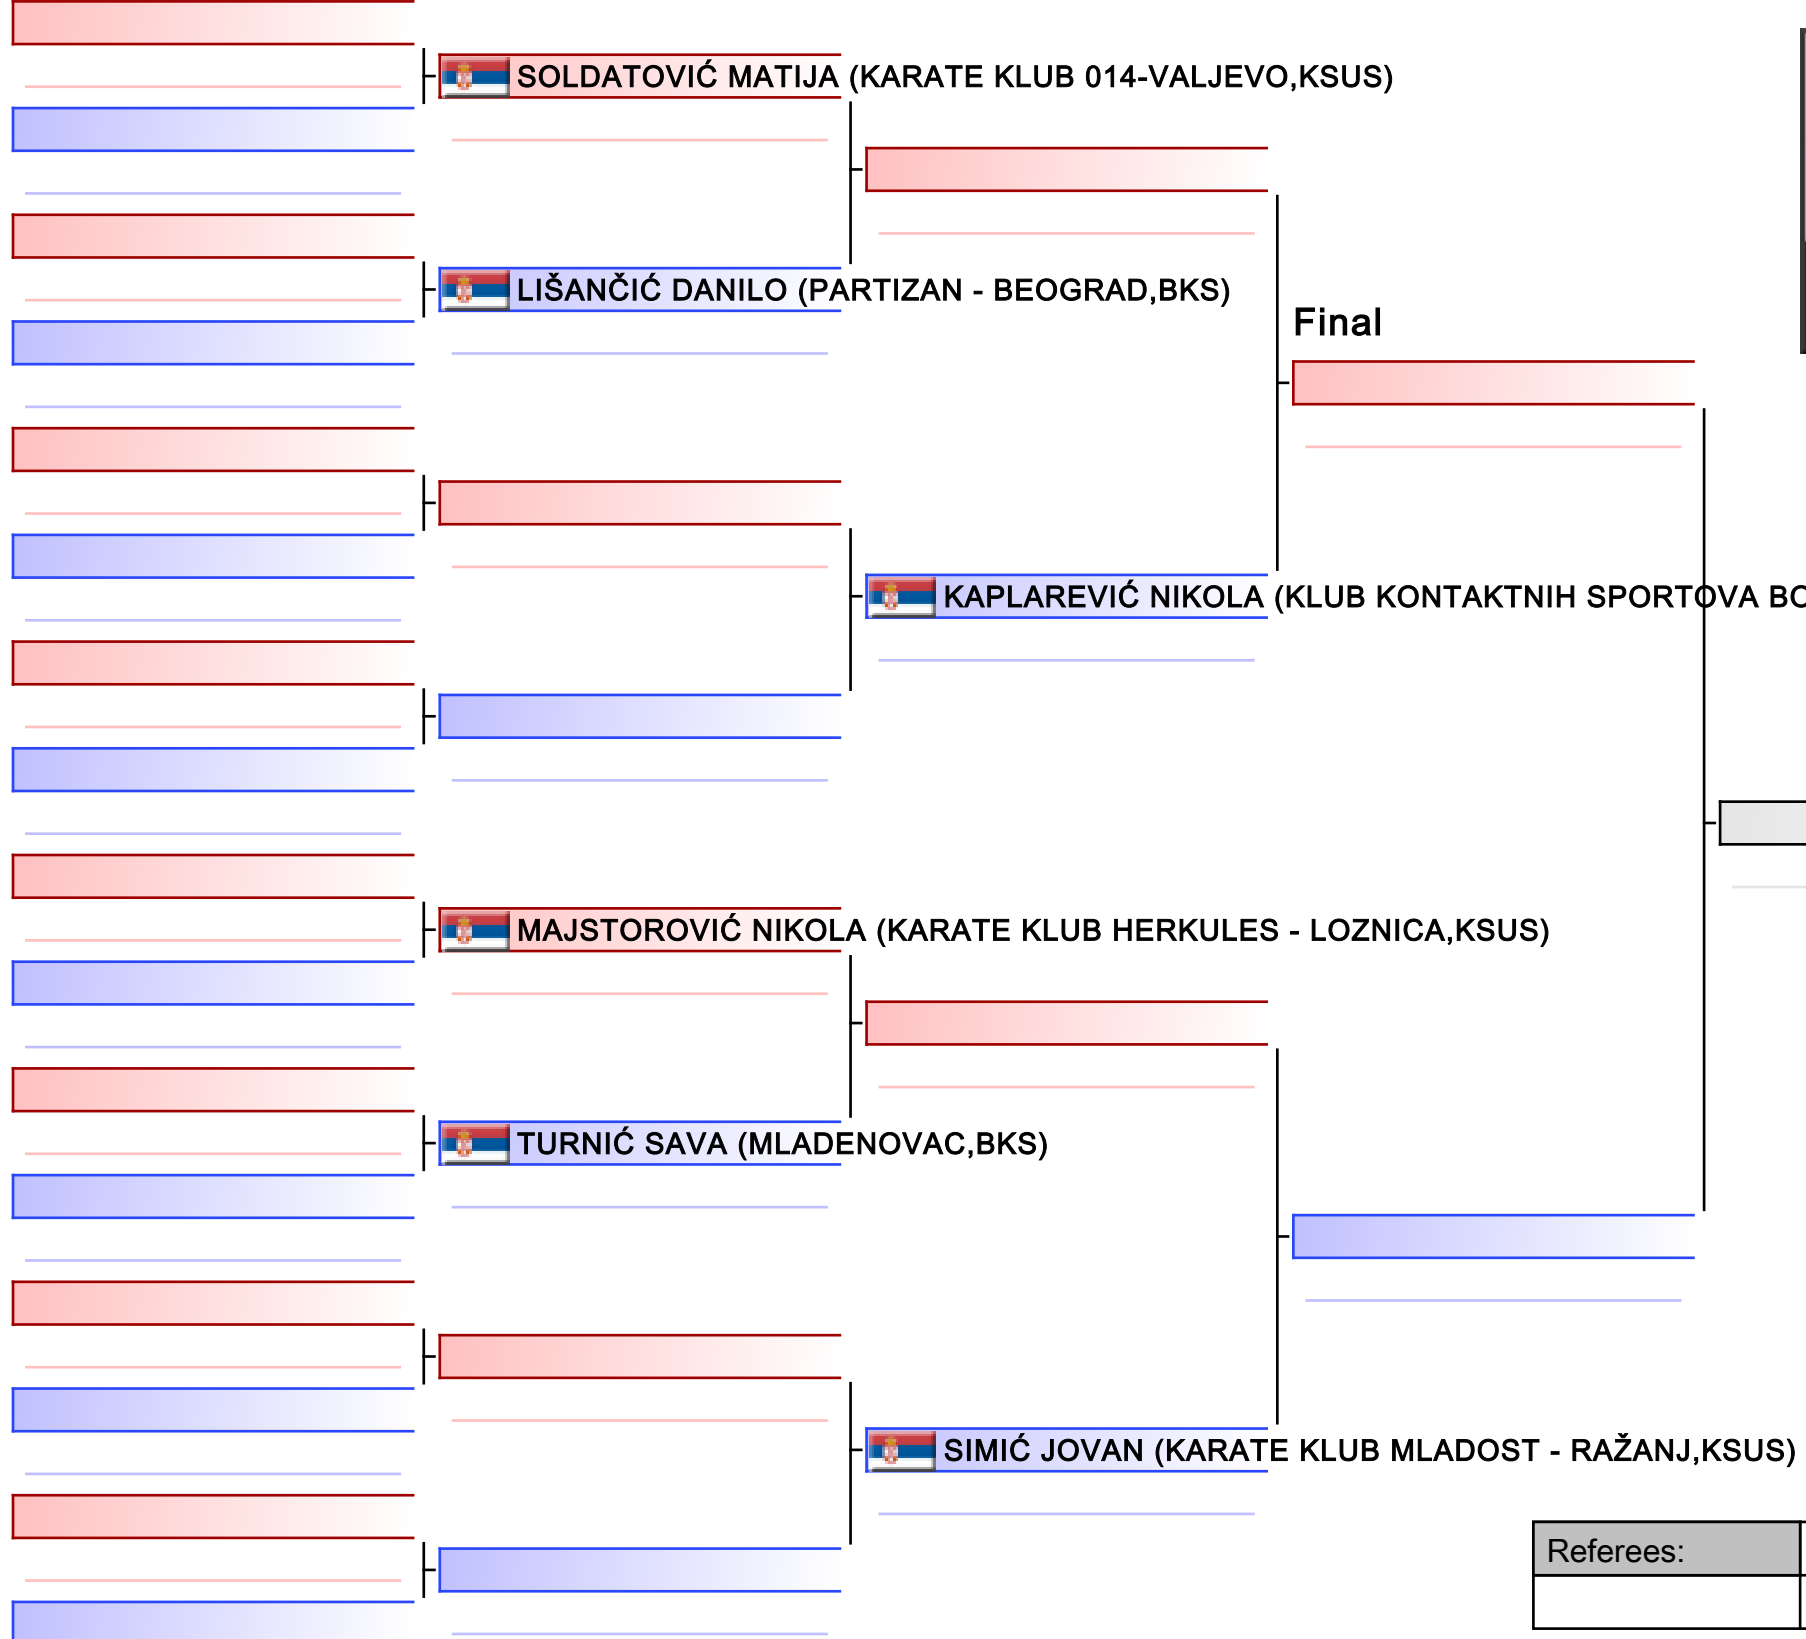 SOLDATOVIĆ MATIJA (KARATE KLUB 014-VALJEVO,KSUS)
LIŠANČIĆ DANILO (PARTIZAN - BEOGRAD,BKS)
Final
KAPLAREVIĆ NIKOLA (KLUB KONTAKTNIH SPORTOVA
MAJSTOROVIĆ NIKOLA (KARATE KLUB HERKULES - LOZNICA,KSUS)
TURNIĆ SAVA (MLADENOVAC,BKS)
SIMIĆ JOVAN (KARATE KLUB MLADOST - RAŽANJ,KSUS)
Referees: